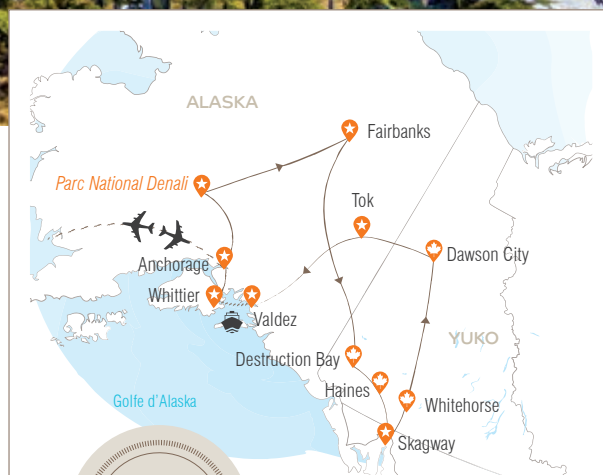 ALASKA
Fairbanks
Parc National Denali
Tok
Anchorage
Dawson City
Whittier
Valdez
YUKO
Destruction Bay
Haines
Golfe d'Alaska
Whitehorse
Skagway